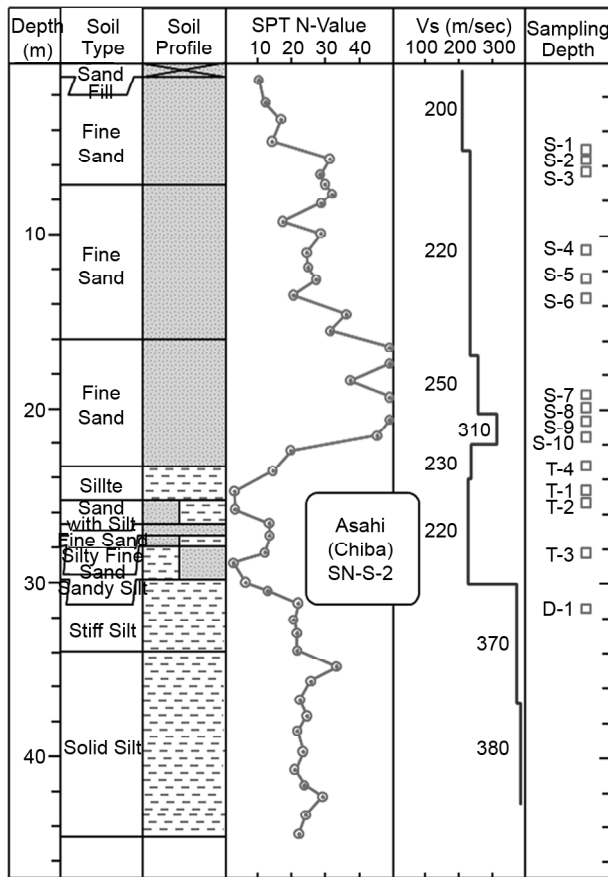 Depth (m)
Soil Type
Soil Profile
SPT N-Value
10 20 30 40
Vs (m/sec)
100 200 300
Sampling Depth
Sand
Fill
Fine
Sand
200
S-1
S-2
S-3
10
Fine
Sand
220
S-4
S-5
S-6
Fine
Sand
20
250
310
230
S-7
S-8
S-9
S-10
T-4
Sillte
Sand
with Silt
Fine Sand
Silty Fine
Sand
Asahi
(Chiba)
SN-S-2
220
T-1
T-2
T-3
30
Sandy Silt
D-1
Stiff Silt
370
40
Solid Silt
380